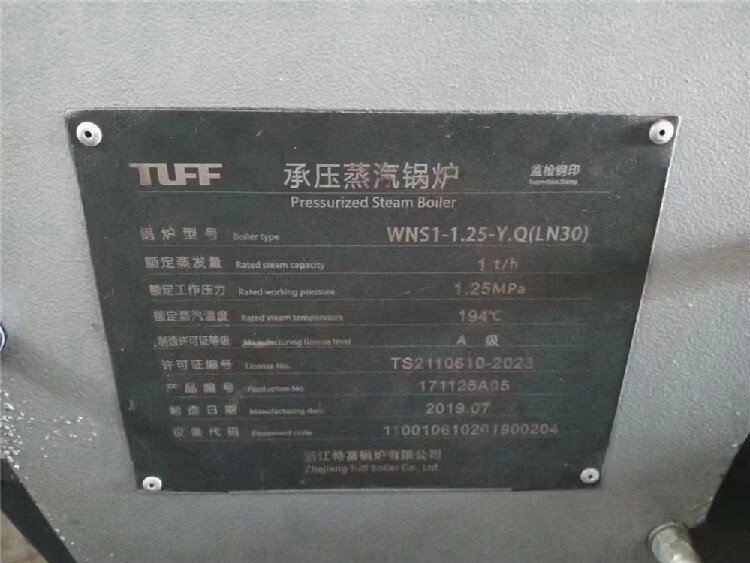 TUFF 承压蒸汽锅炉 监检钢印
Pressurized Steam Boiler Supervision Stamp
锅炉型号 Boiler type WNS1-1.25-Y.Q(LN30)
额定蒸发量 Rated steam capacity 1 t/h
额定工作压力 Rated working pressure 1.25MPa
额定蒸汽温度 Rated steam temperature 194℃
制造许可证等级 Manufacturing license level A 级
许可证编号 License No. TS2110610-2023
产品编号 Production No. 171125A05
制造日期 Manufacturing date 2019.07
设备代码 Equipment code 110010610201900204
浙江特富锅炉有限公司
Zhejiang Tuff Boiler Co., Ltd.